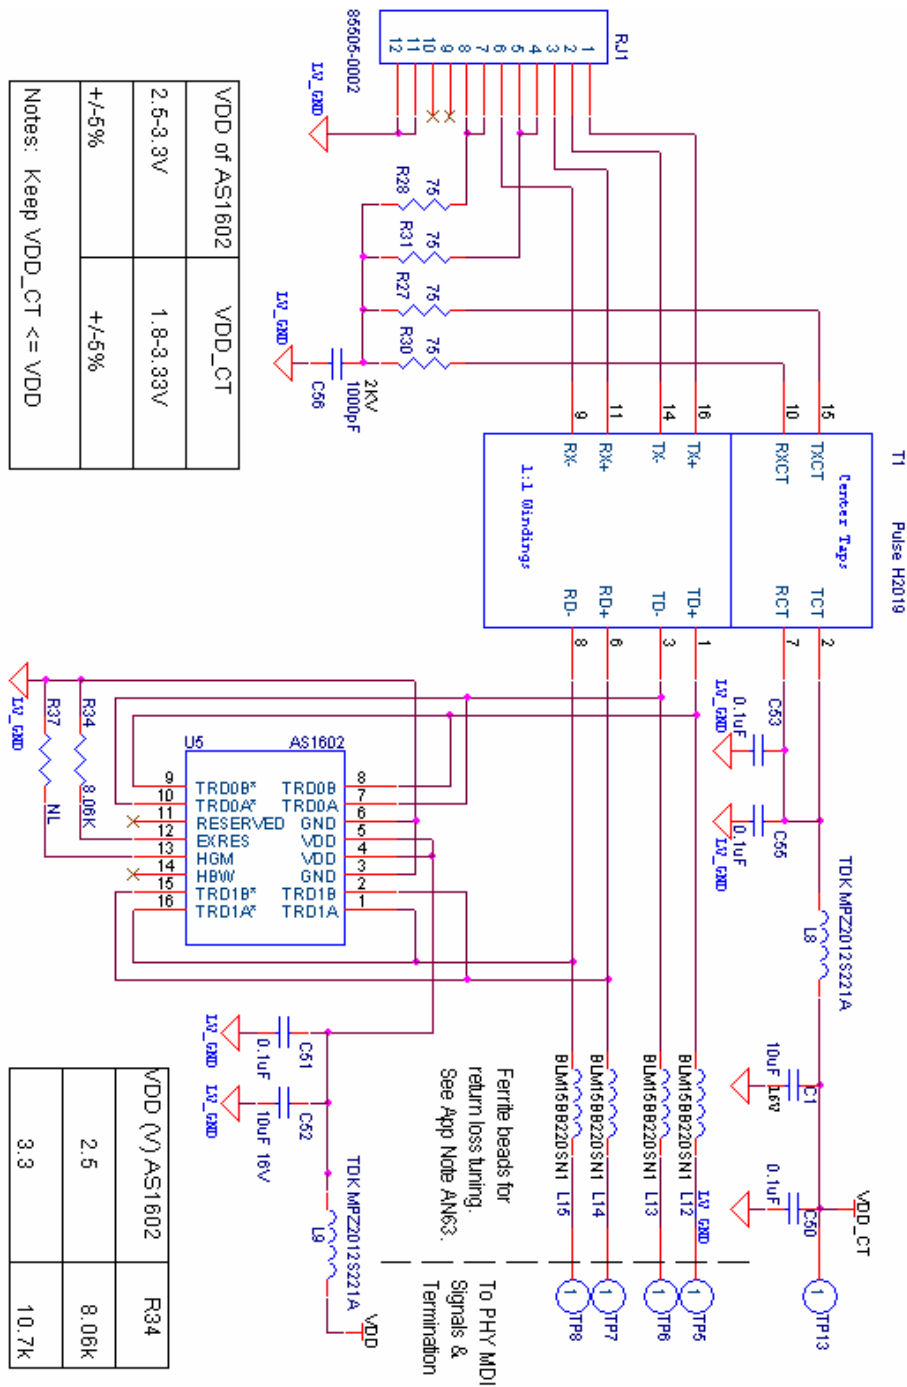 T1 Pulse H2019
RJ1
85505-0002
1
2
3
4
5
6
7
8
9
10
11
12
LV_GND
R28
75
R31
75
R27
75
R30
75
2KV
1000pF
C56
LV_GND
15
10
16
14
11
9
TXCT
RXCT
TX+
TX-
RX+
RX-
Center Taps
1:1 Windings
TCT
RCT
TD+
TD-
RD+
RD-
2
7
1
3
6
8
C53
0.1uF
LV_GND
C55
0.1uF
LV_GND
TDK MPZ2012S221A
L8
10uF
16V
C1
0.1uF
C50
LV_GND
VDD_CT
1
TP13
BLM15BB220SN1 L12
1
TP5
BLM15BB220SN1 L13
1
TP6
BLM15BB220SN1 L14
1
TP7
BLM15BB220SN1 L15
1
TP8
Ferrite beads for
return loss tuning.
See App Note AN63.
To PHY MDI
Signals &
Termination
U5
AS1602
9 TRD0B* TRD0B 8
10 TRD0A* TRD0A 7
11 RESERVED GND 6
12 EXRES VDD 5
13 HGM VDD 4
14 HBW GND 3
15 TRD1B* TRD1B 2
16 TRD1A* TRD1A 1
LV_GND
R37
NL
R34
8.06K
C51
0.1uF
LV_GND
C52
10uF 16V
LV_GND
TDK MPZ2012S221A
L9
VDD
VDD of AS1602 VDD_CT
2.5-3.3V 1.8-3.33V
+/-5% +/-5%
Notes: Keep VDD_CT <= VDD
VDD (V) AS1602 R34
2.5 8.06k
3.3 10.7k